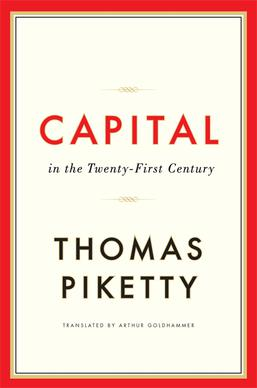 CAPITAL
in the Twenty-First Century
THOMAS
PIKETTY
TRANSLATED BY ARTHUR GOLDHAMMER